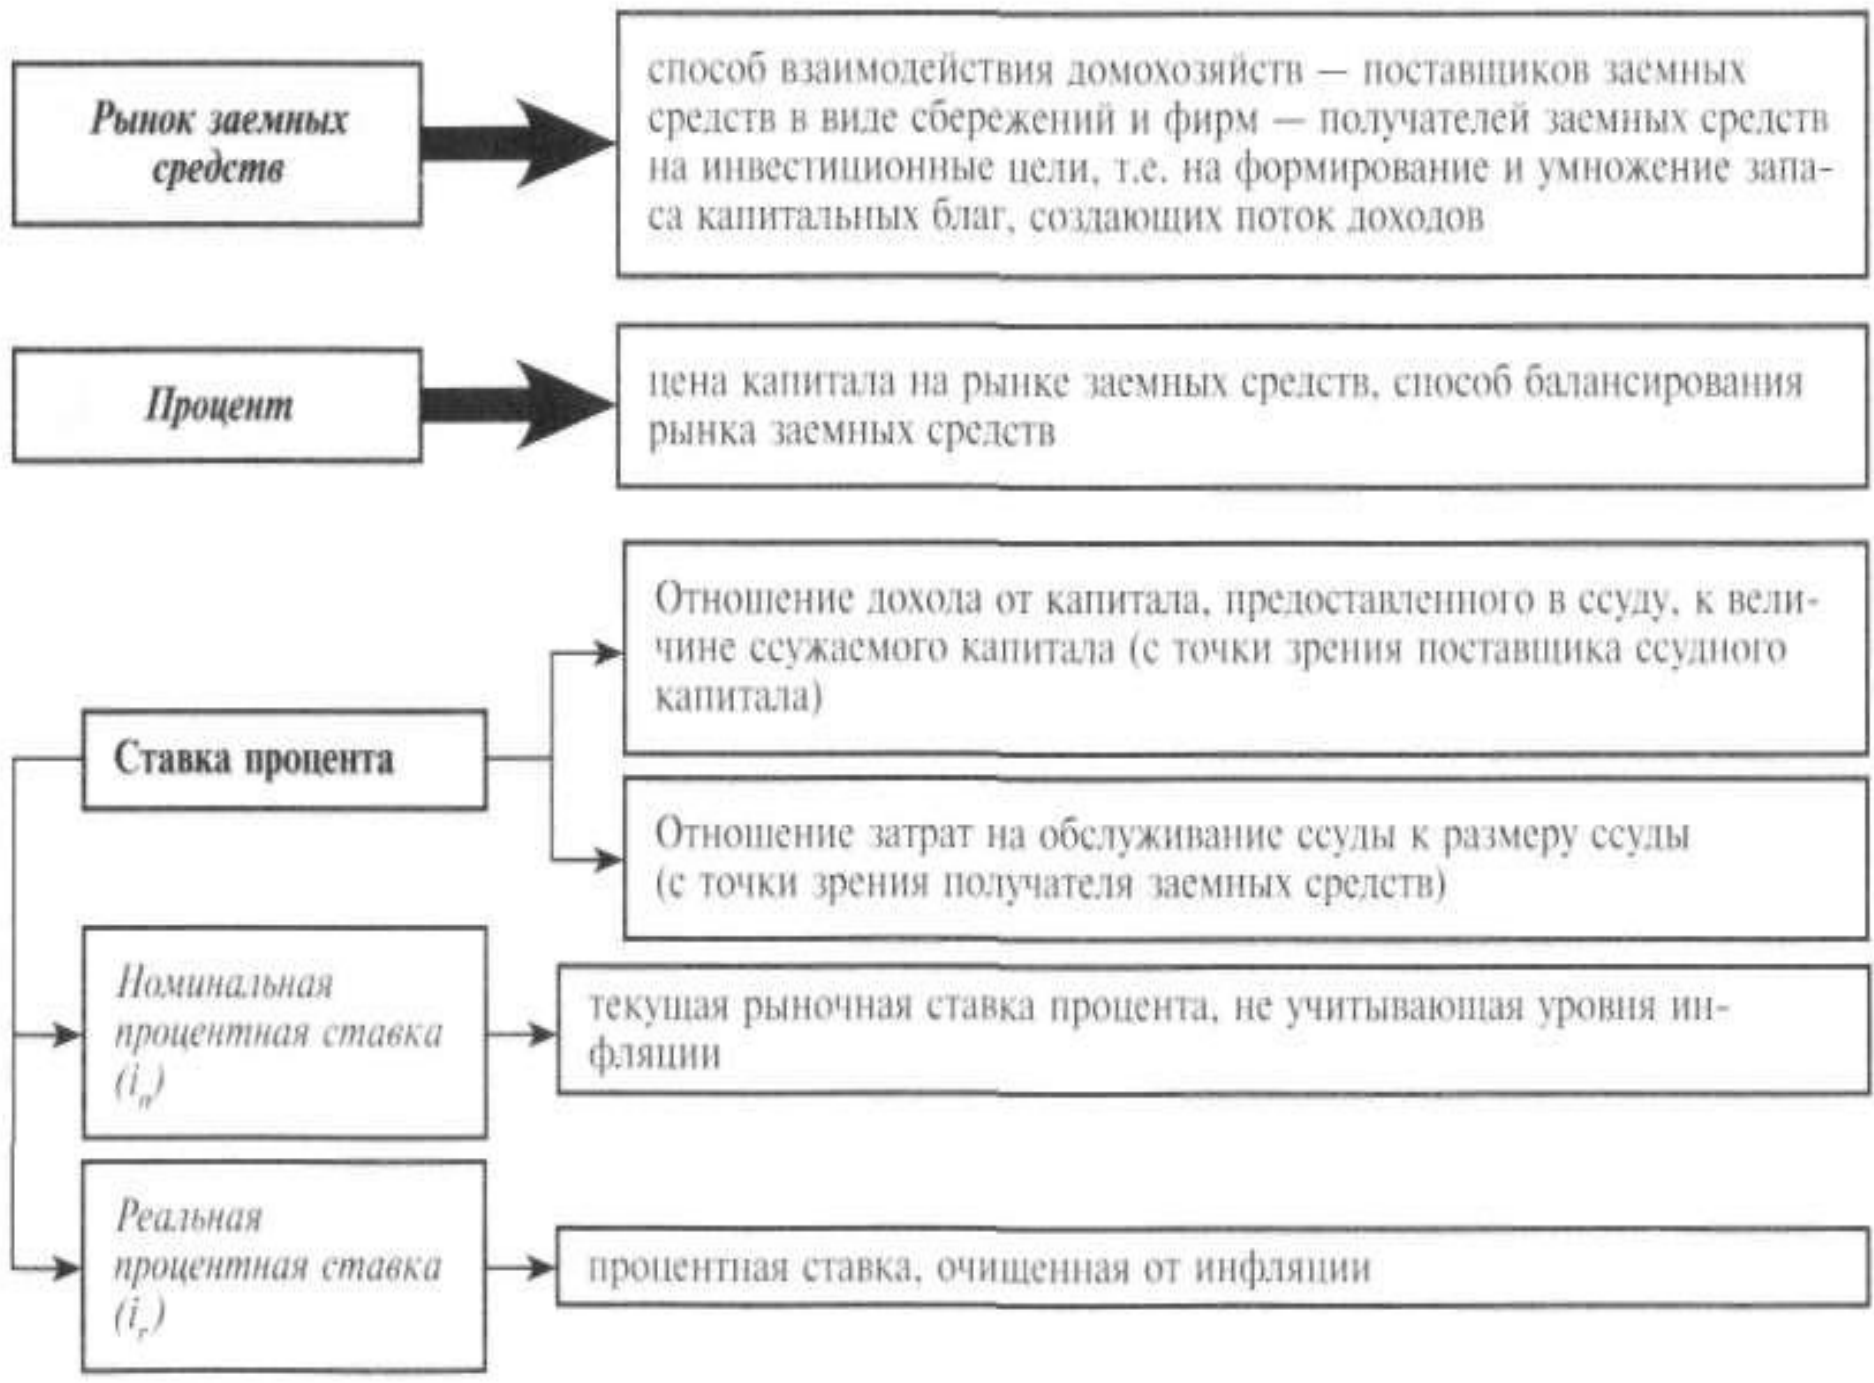 Рынок заемных
средств
способ взаимодействия домохозяйств — поставщиков заемных
средств в виде сбережений и фирм — получателей заемных средств
на инвестиционные цели, т.е. на формирование и умножение запа-
са капитальных благ, создающих поток доходов
Процент
цена капитала на рынке заемных средств, способ балансирования
рынка заемных средств
Ставка процента
Отношение дохода от капитала, предоставленного в ссуду, к вели-
чине ссужаемого капитала (с точки зрения поставщика ссудного
капитала)
Отношение затрат на обслуживание ссуды к размеру ссуды
(с точки зрения получателя заемных средств)
Номинальная
процентная ставка
(iₙ)
текущая рыночная ставка процента, не учитывающая уровня ин-
фляции
Реальная
процентная ставка
(iᵣ)
процентная ставка, очищенная от инфляции